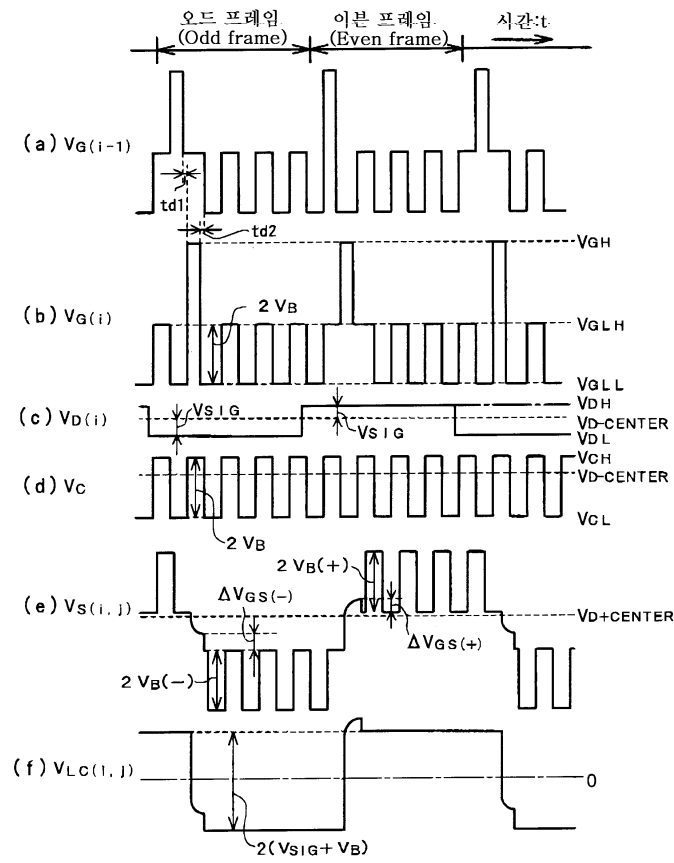 오드 프레임 이븐 프레임 시간:t
(Odd frame) (Even frame)
(a) VG(i-1)
td1
td2
VGH
(b) VG(i)
2 VB
VGLH
VGLL
(c) VD(i)
VSIG
VSIG
VDH
VD-CENTER
VDL
(d) VC
VCH
VD-CENTER
VCL
2 VB
2 VB(+)
(e) VS(i,j)
ΔVGS(-)
VD+CENTER
ΔVGS(+)
2 VB(-)
(f) VLC(i,j)
0
2(VSIG+VB)